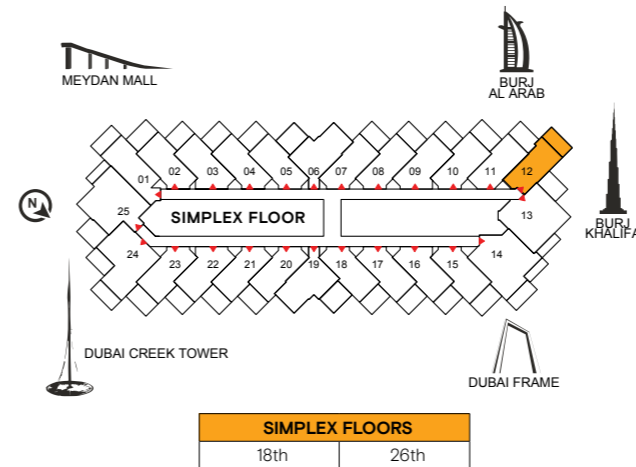 MEYDAN MALL
BURJ
AL ARAB
BURJ
KHALIFA
01
02
03
04
05
06
07
08
09
10
11
12
13
N
SIMPLEX FLOOR
25
24
23
22
21
20
19
18
17
16
15
14
DUBAI CREEK TOWER
DUBAI FRAME
SIMPLEX FLOORS
18th 26th